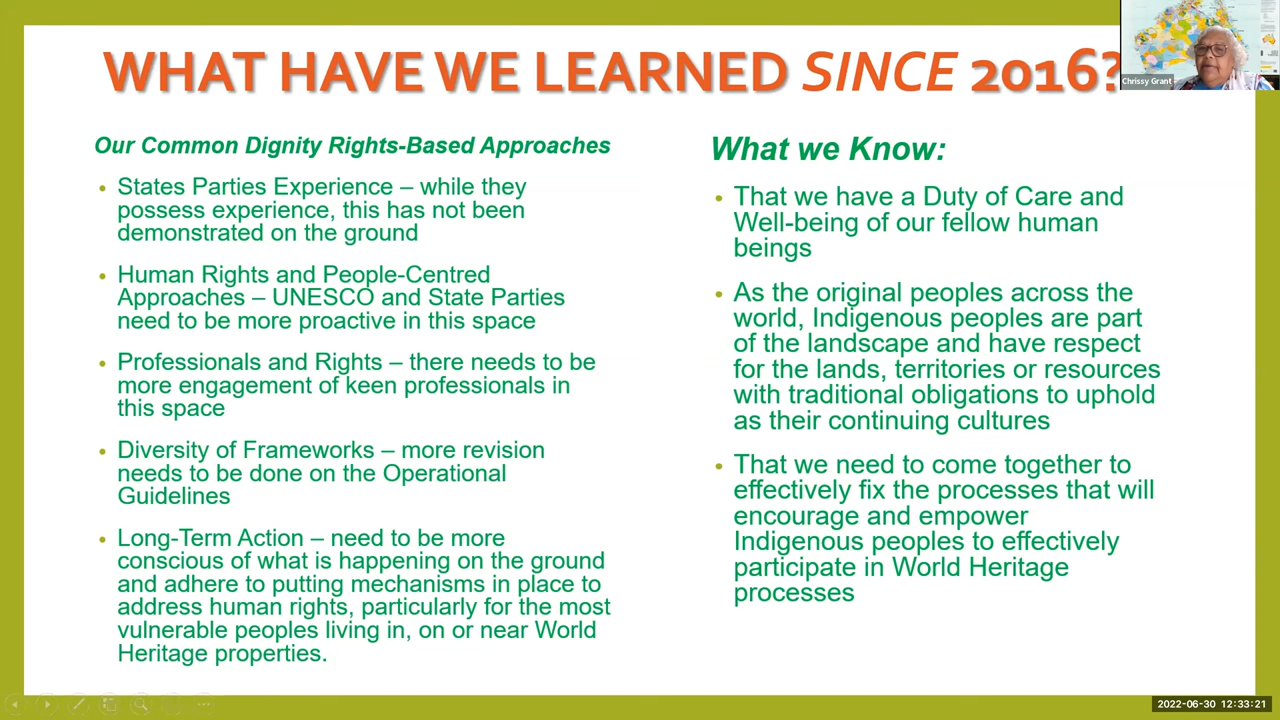 WHAT HAVE WE LEARNED SINCE 2016?
Chrissy Grant
Our Common Dignity Rights-Based Approaches
• States Parties Experience – while they
possess experience, this has not been
demonstrated on the ground
• Human Rights and People-Centred
Approaches – UNESCO and State Parties
need to be more proactive in this space
• Professionals and Rights – there needs to be
more engagement of keen professionals in
this space
• Diversity of Frameworks – more revision
needs to be done on the Operational
Guidelines
• Long-Term Action – need to be more
conscious of what is happening on the ground
and adhere to putting mechanisms in place to
address human rights, particularly for the most
vulnerable peoples living in, on or near World
Heritage properties.
What we Know:
• That we have a Duty of Care and
Well-being of our fellow human
beings
• As the original peoples across the
world, Indigenous peoples are part
of the landscape and have respect
for the lands, territories or resources
with traditional obligations to uphold
as their continuing cultures
• That we need to come together to
effectively fix the processes that will
encourage and empower
Indigenous peoples to effectively
participate in World Heritage
processes
2022-06-30 12:33:21